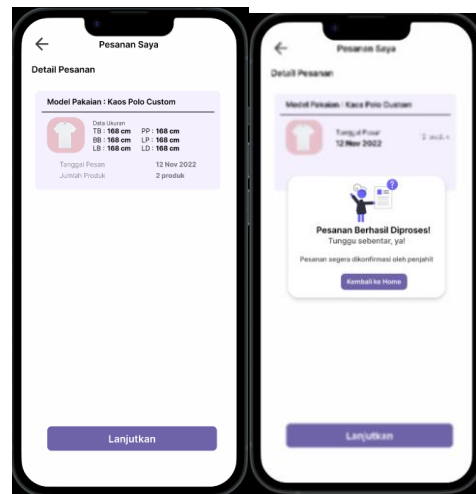 Pesanan Saya
Detail Pesanan
Model Pakaian : Kaos Polo Custom
Data Ukuran
TB : 168 cm PP : 168 cm
BB : 168 cm LP : 168 cm
LB : 168 cm LD : 168 cm
Tanggal Pesan 12 Nov 2022
Jumlah Produk 2 produk
Lanjutkan
Pesanan Saya
Detail Pesanan
Model Pakaian : Kaos Polo Custom
12 Nov 2022
Pesanan Berhasil Diproses!
Tunggu sebentar, ya!
Pesanan segera dikonfirmasi oleh penjahit
Kembali ke Home
Lanjutkan